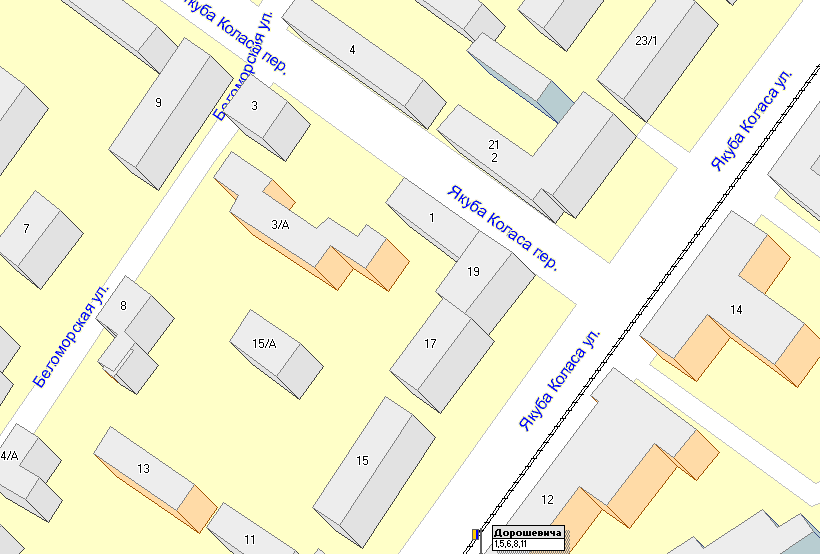 Якуба Коласа пер.
Беломорская ул.
4
23/1
9
3
21
2
Якуба Коласа ул.
3/А
1
Якуба Коласа пер.
7
19
8
14
15/А
17
Беломорская ул.
Якуба Коласа ул.
4/А
13
15
12
11
Дорошевича
1,5,6,8,11